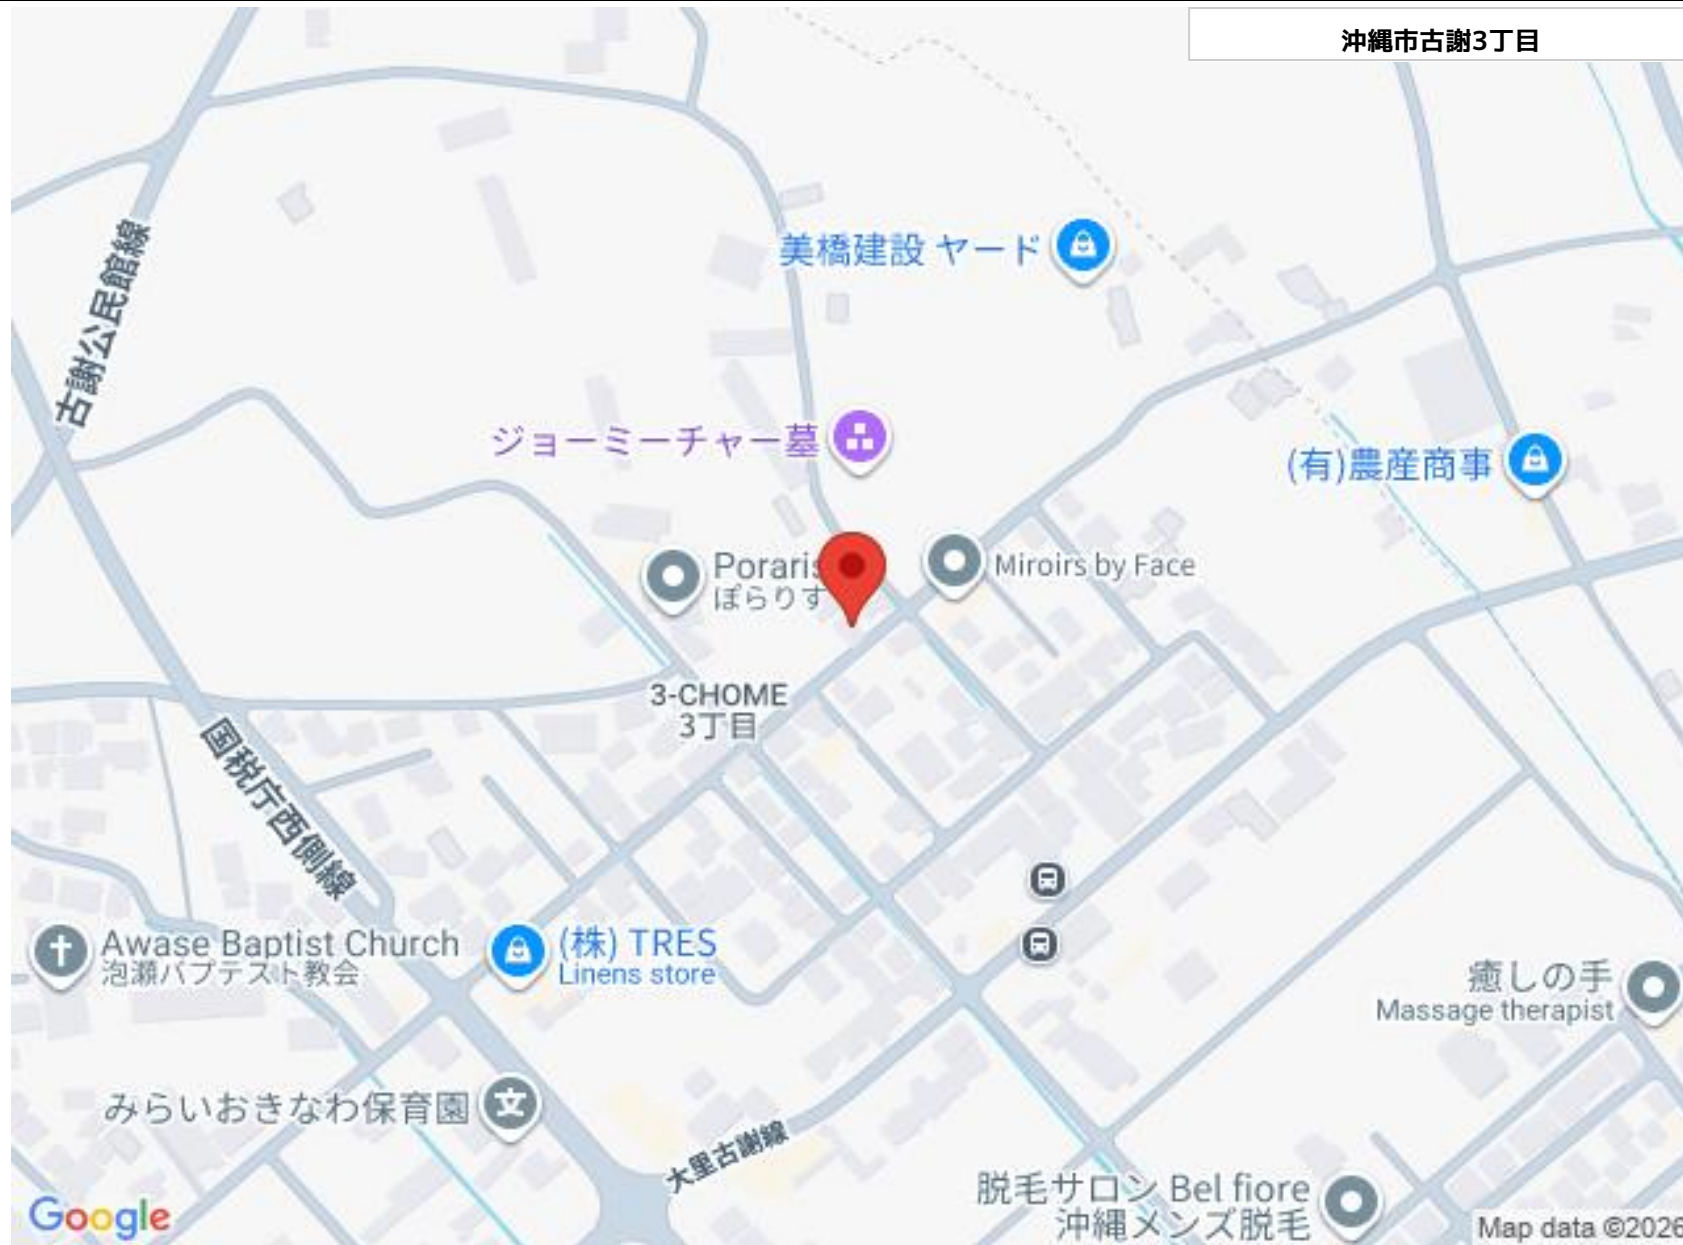 沖縄市古謝3丁目
古謝公民館線
美橋建設 ヤード
ジョーミーチャー墓
(有)農産商事
Poraris
ぽらりす
Miroirs by Face
3-CHOME
3丁目
国税庁西側線
Awase Baptist Church
泡瀬バプテスト教会
(株) TRES
Linens store
癒しの手
Massage therapist
みらいおきなわ保育園
大里古謝線
脱毛サロン Bel fiore
沖縄メンズ脱毛
Google
Map data ©2026